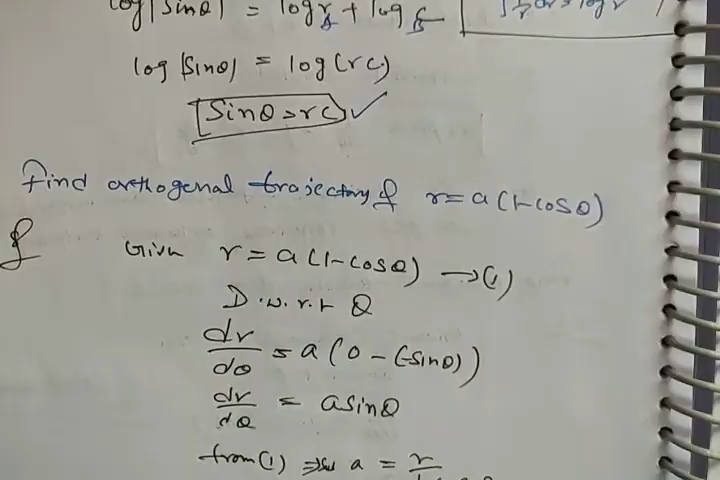 log|sinθ| = log r + log c
log |sinθ| = log(rc)
sinθ = rc
Find orthogonal trajectory of r = a(1-cosθ)
Given r = a(1-cosθ) → (1)
D.w.r.t θ
dr/dθ = a(0-(-sinθ))
dr/dθ = asinθ
from (1) ⇒ a = r